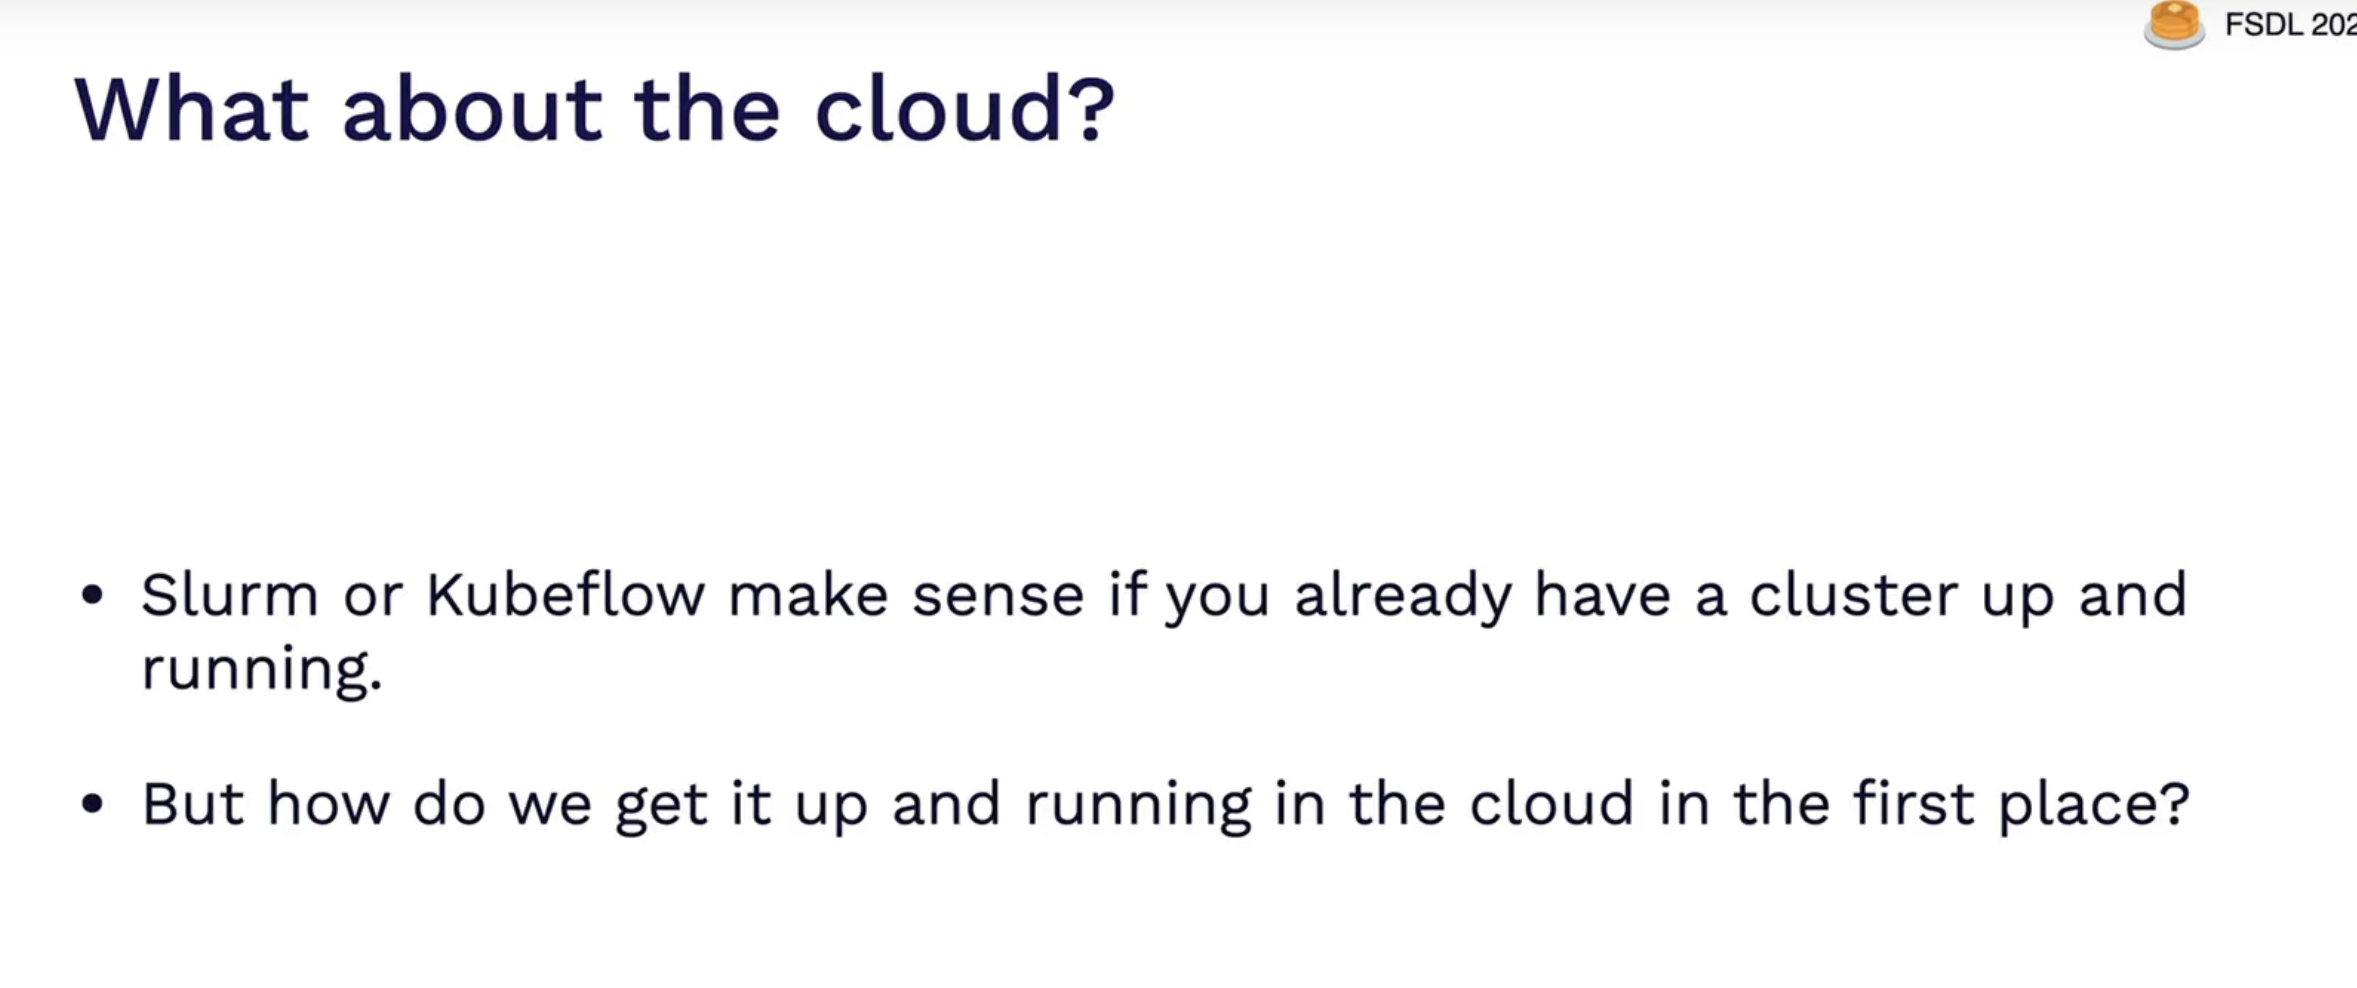 FSDL 202
What about the cloud?
• Slurm or Kubeflow make sense if you already have a cluster up and
running.
• But how do we get it up and running in the cloud in the first place?